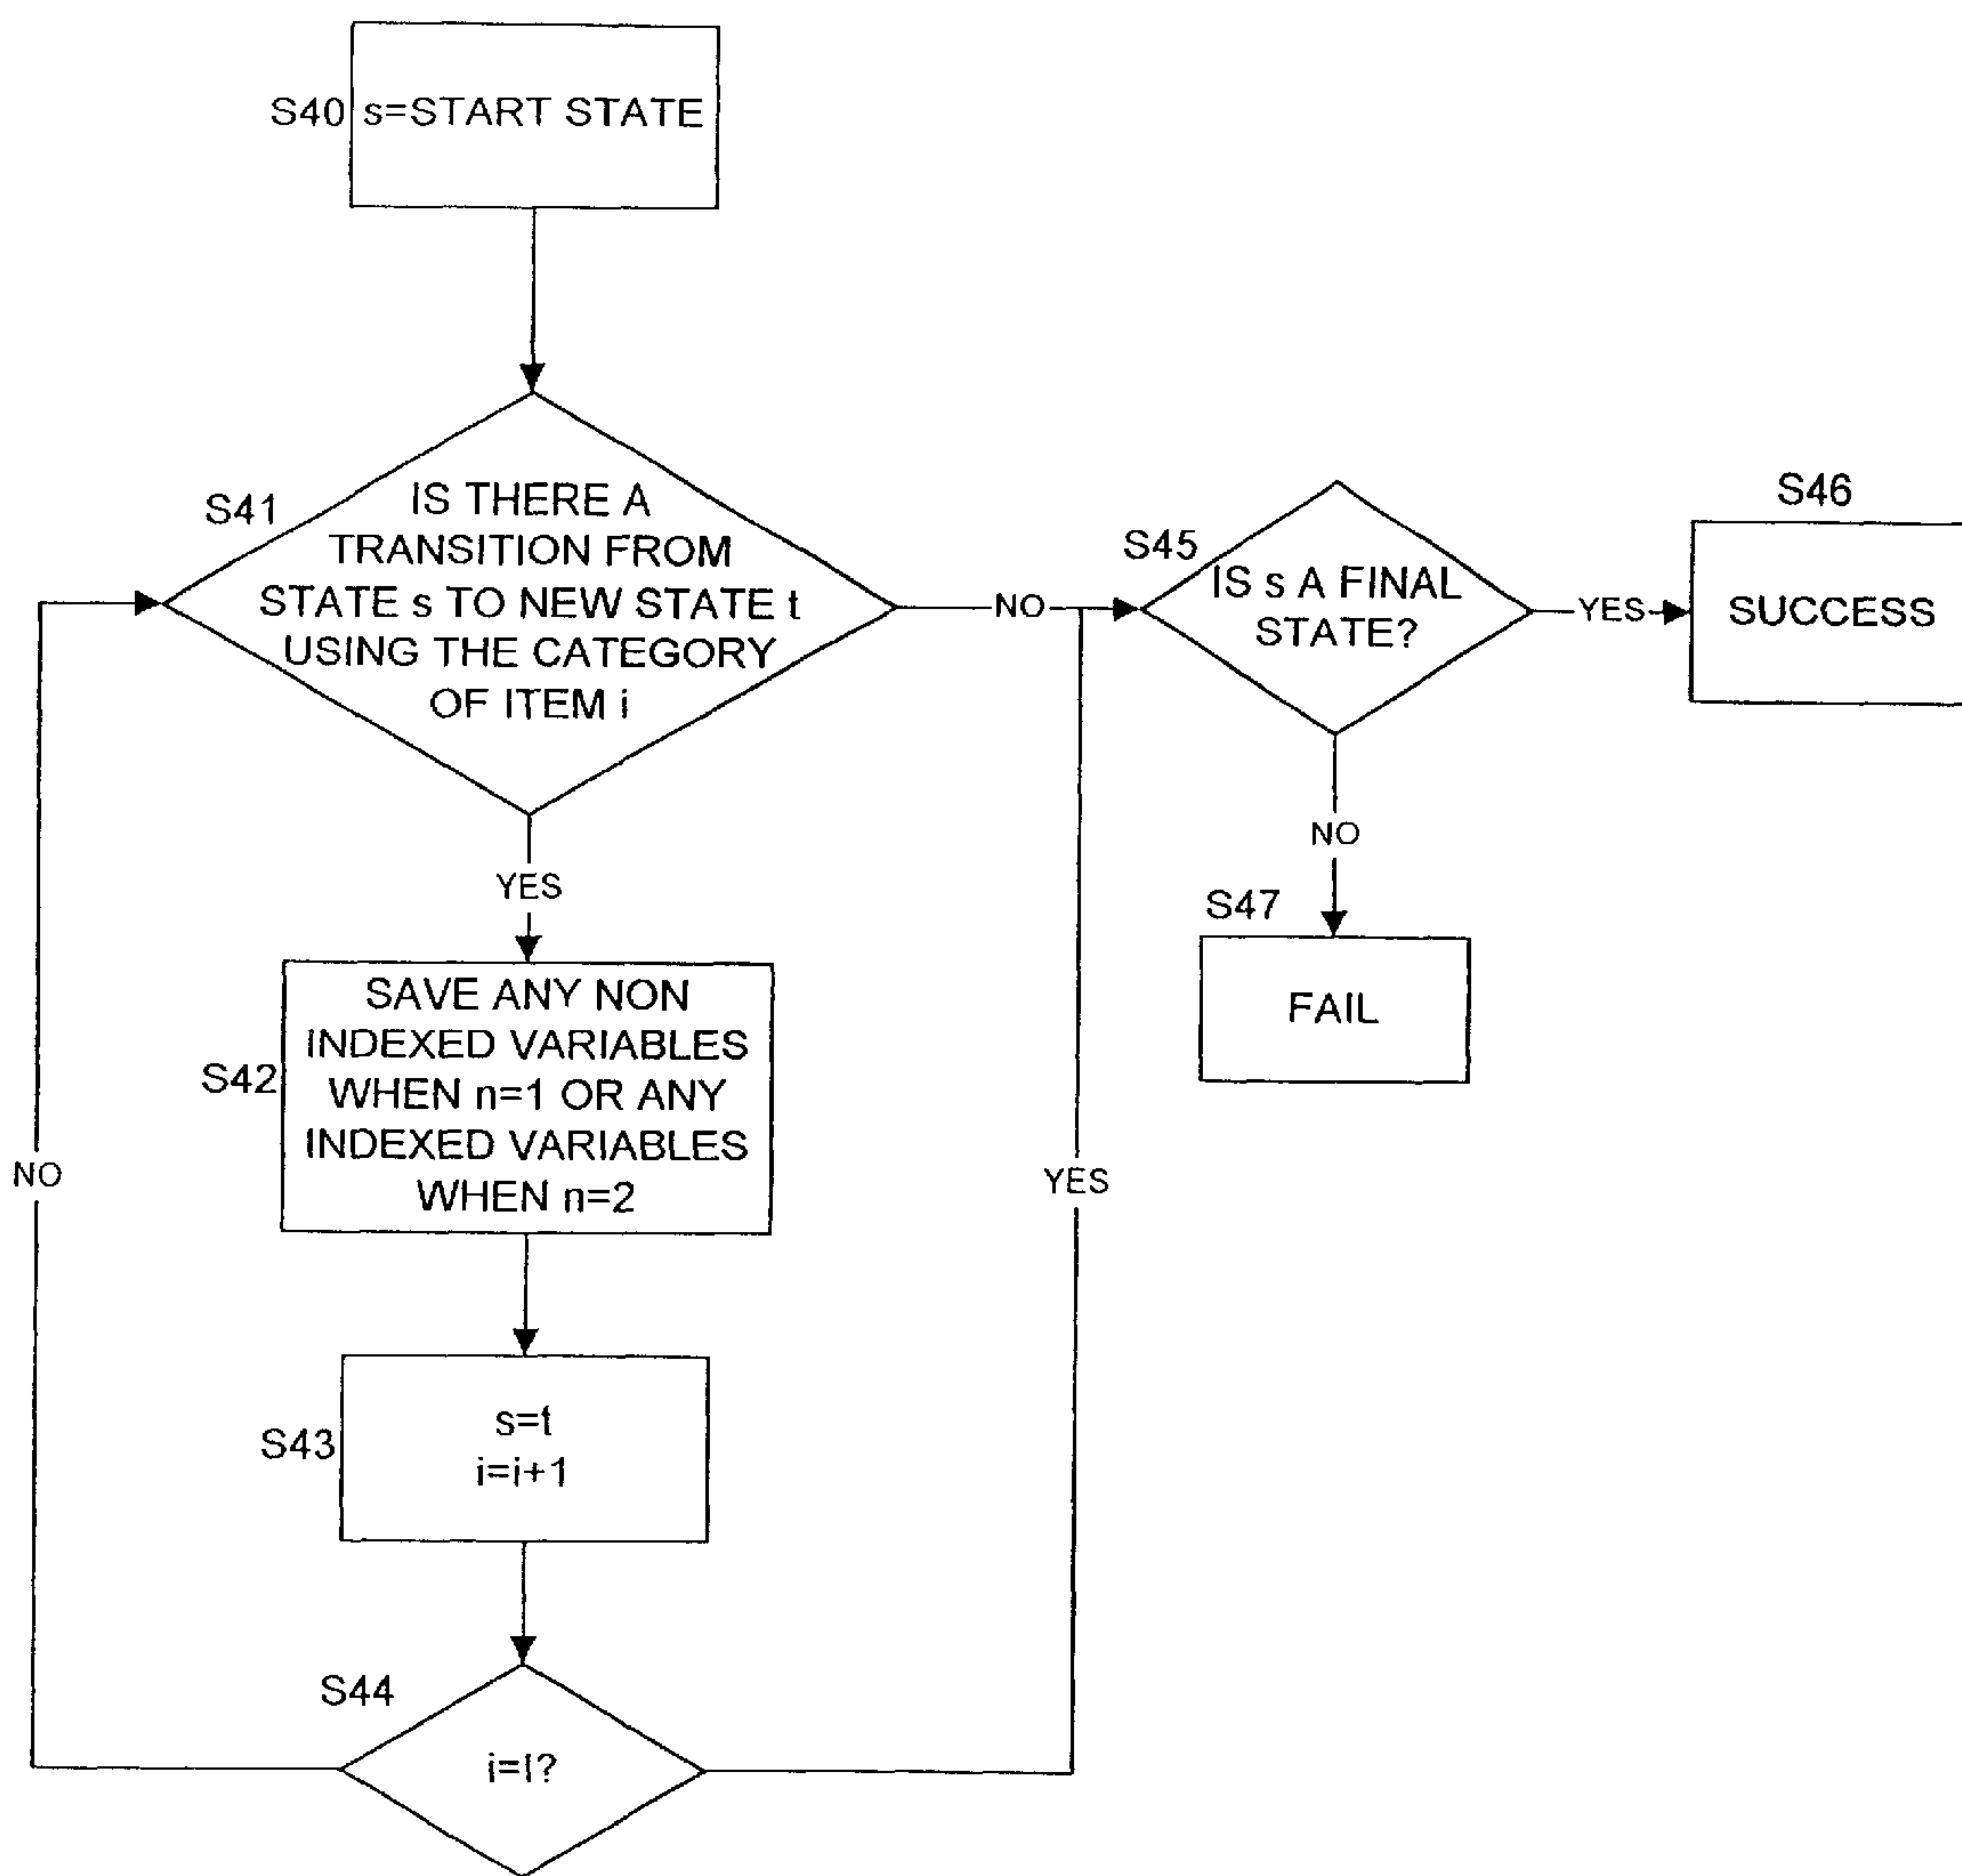 S40
s=START STATE
S41
IS THERE A
TRANSITION FROM
STATE s TO NEW STATE t
USING THE CATEGORY
OF ITEM i
NO
S45
IS s A FINAL
STATE?
YES
S46
SUCCESS
NO
S47
FAIL
YES
S42
SAVE ANY NON
INDEXED VARIABLES
WHEN n=1 OR ANY
INDEXED VARIABLES
WHEN n=2
NO
YES
S43
s=t
i=i+1
S44
i=I?